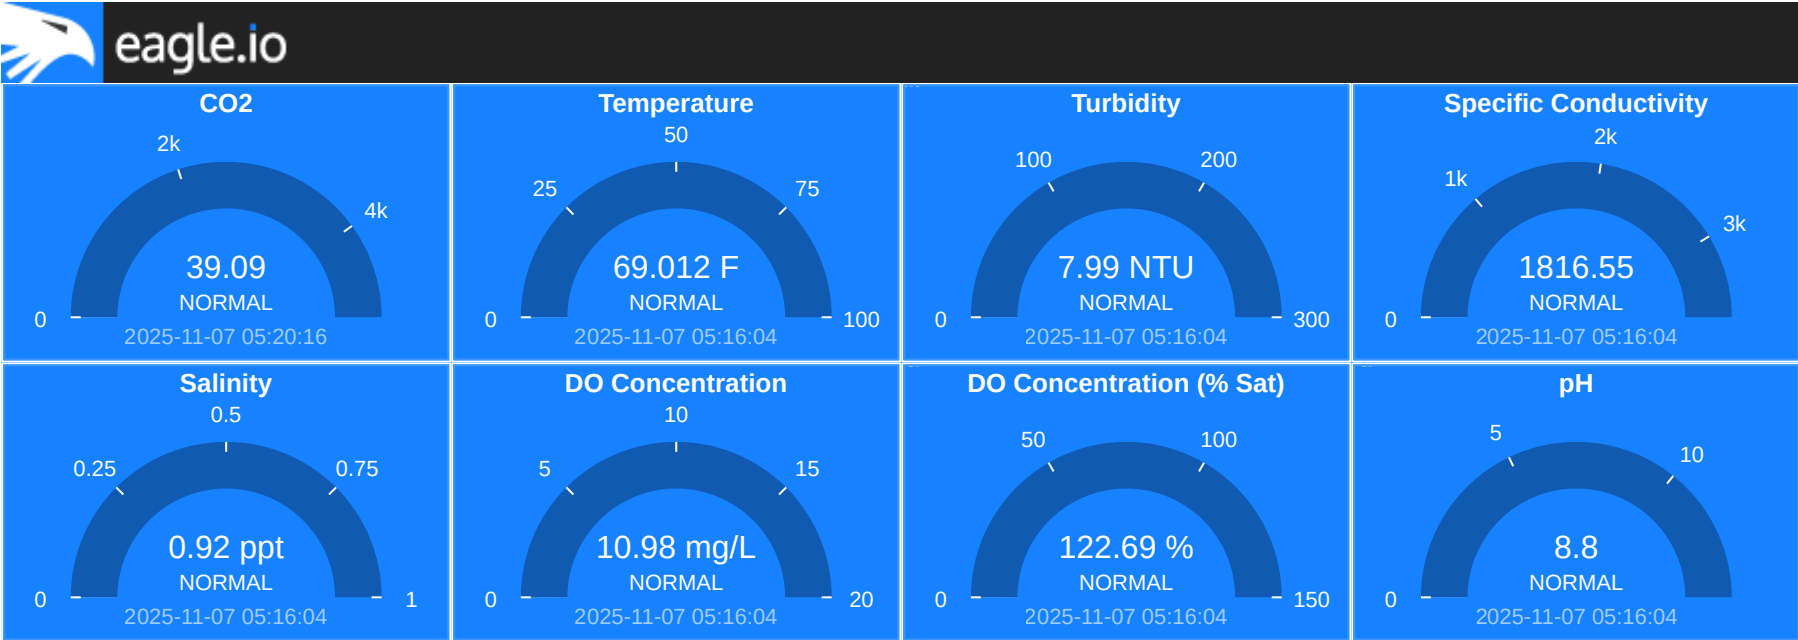 eagle.io
CO2
2k
4k
39.09
NORMAL
0
2025-11-07 05:20:16
Temperature
50
25
75
69.012 F
NORMAL
0
100
2025-11-07 05:16:04
Turbidity
100
200
7.99 NTU
NORMAL
0
300
2025-11-07 05:16:04
Specific Conductivity
2k
1k
3k
1816.55
NORMAL
0
2025-11-07 05:16:04
Salinity
0.5
0.25
0.75
0.92 ppt
NORMAL
0
1
2025-11-07 05:16:04
DO Concentration
10
5
15
10.98 mg/L
NORMAL
0
20
2025-11-07 05:16:04
DO Concentration (% Sat)
50
100
122.69 %
NORMAL
0
150
2025-11-07 05:16:04
pH
5
10
8.8
NORMAL
0
2025-11-07 05:16:04